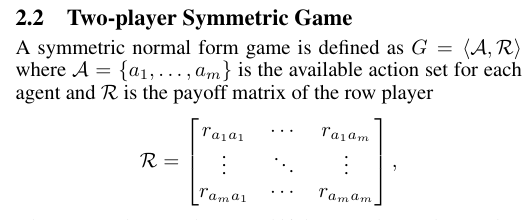 2.2 Two-player Symmetric Game
A symmetric normal form game is defined as G = ⟨𝒜, ℛ⟩
where 𝒜 = {a₁, . . . , aₘ} is the available action set for each
agent and ℛ is the payoff matrix of the row player
r_{a₁a₁} ⋯ r_{a₁aₘ}
ℛ = ⋮ ⋱ ⋮ ,
r_{aₘa₁} ⋯ r_{aₘaₘ}